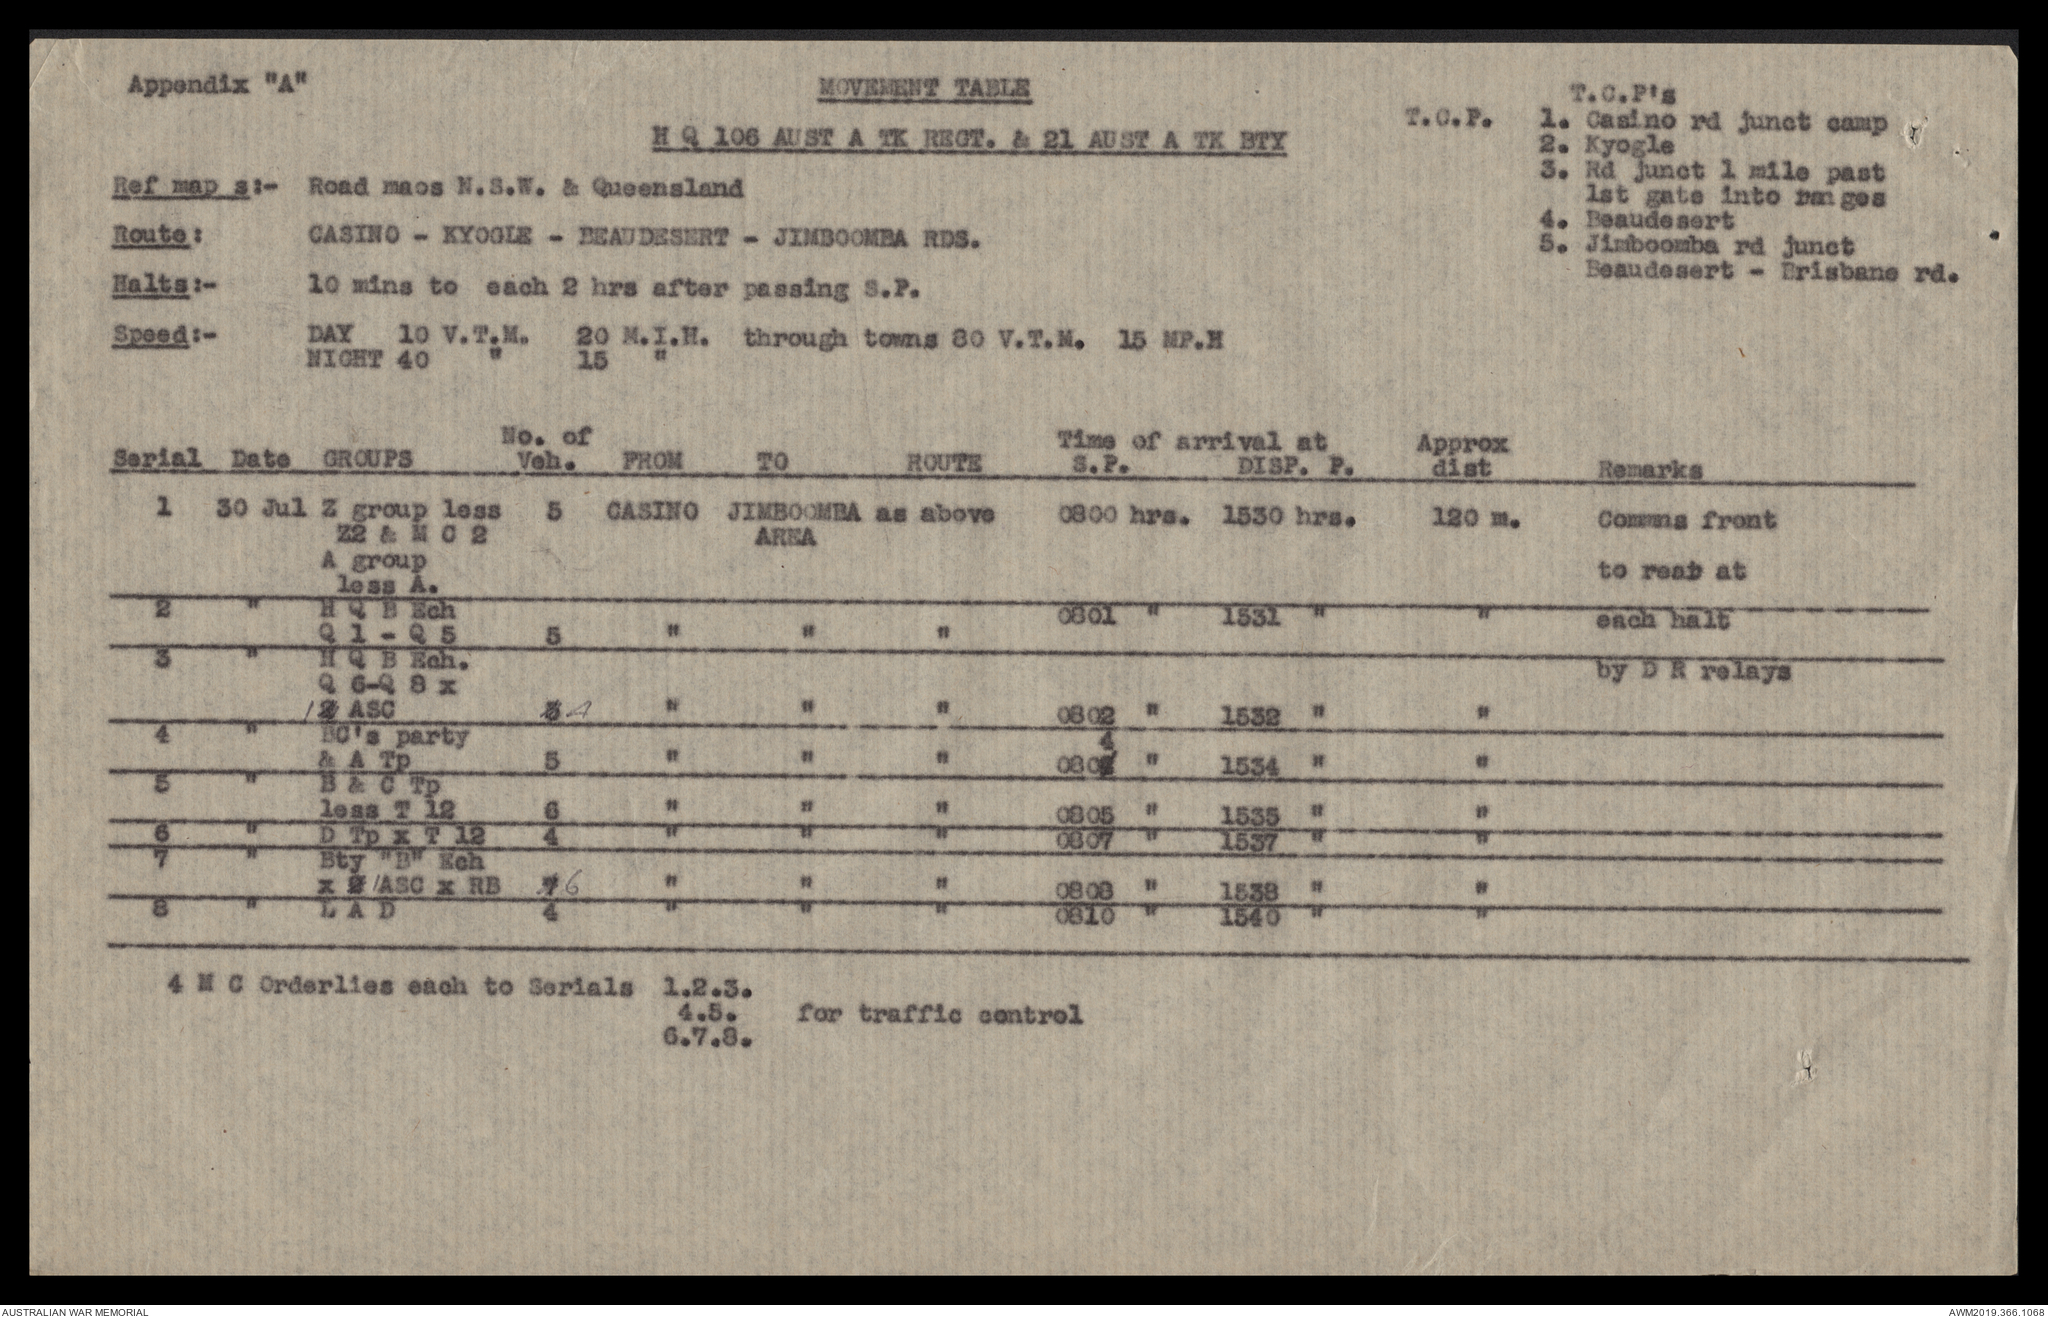 Appendix "A"
MOVEMENT TABLE
H Q 106 AUST A TK REGT. & 21 AUST A TK BTY
T.C.P's
T.C.P. 1. Casino rd junct camp
2. Kyogle
3. Rd junct 1 mile past
1st gate into ranges
4. Beaudesert
5. Jimboomba rd junct
Beaudesert - Brisbane rd.
Ref map s:- Road maos N.S.W. & Queensland
Route: CASINO - KYOGLE - BEAUDESERT - JIMBOOMBA RDS.
Halts:- 10 mins to each 2 hrs after passing S.P.
Speed:- DAY 10 V.T.M. 20 M.I.H. through towns 80 V.T.M. 15 MP.H
NIGHT 40 " 15 "
No. of Time of arrival at Approx
Serial Date GROUPS Veh. FROM TO ROUTE S.P. DISP. P. dist Remarks
1 30 Jul Z group less 5 CASINO JIMBOOMBA as above 0800 hrs. 1530 hrs. 120 m. Commns front
Z2 & M C 2 AREA
A group to rear at
less A.
2 " H Q B Ech 0801 " 1531 " " each halt
Q 1 - Q 5 5 " " "
3 " H Q B Ech. by D R relays
Q 6-Q 8 x
1 2 ASC 3 4 " " " 0802 " 1532 " "
4 " BC's party 4
& A Tp 5 " " " 080 " 1534 " "
5 " B & C Tp
less T 12 6 " " " 0805 " 1535 " "
6 " D Tp x T 12 4 " " " 0807 " 1537 " "
7 " Bty "B" Ech
x 2 1 ASC x RB 7 6 " " " 0808 " 1538 " "
8 " L A D 4 " " " 0810 " 1540 " "
4 M C Orderlies each to Serials 1.2.3.
4.5. for traffic control
6.7.8.
AUSTRALIAN WAR MEMORIAL
AWM2019.366.1068